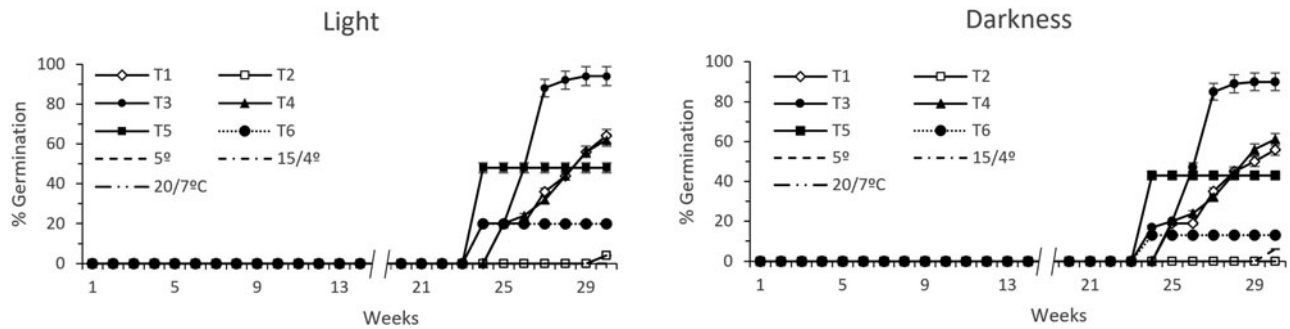 Light
100
80
60
40
20
0
% Germination
T1 T2
T3 T4
T5 T6
5º 15/4º
20/7ºC
1 5 9 13 21 25 29
Weeks
Darkness
100
80
60
40
20
0
% Germination
T1 T2
T3 T4
T5 T6
5º 15/4º
20/7ºC
1 5 9 13 21 25 29
Weeks